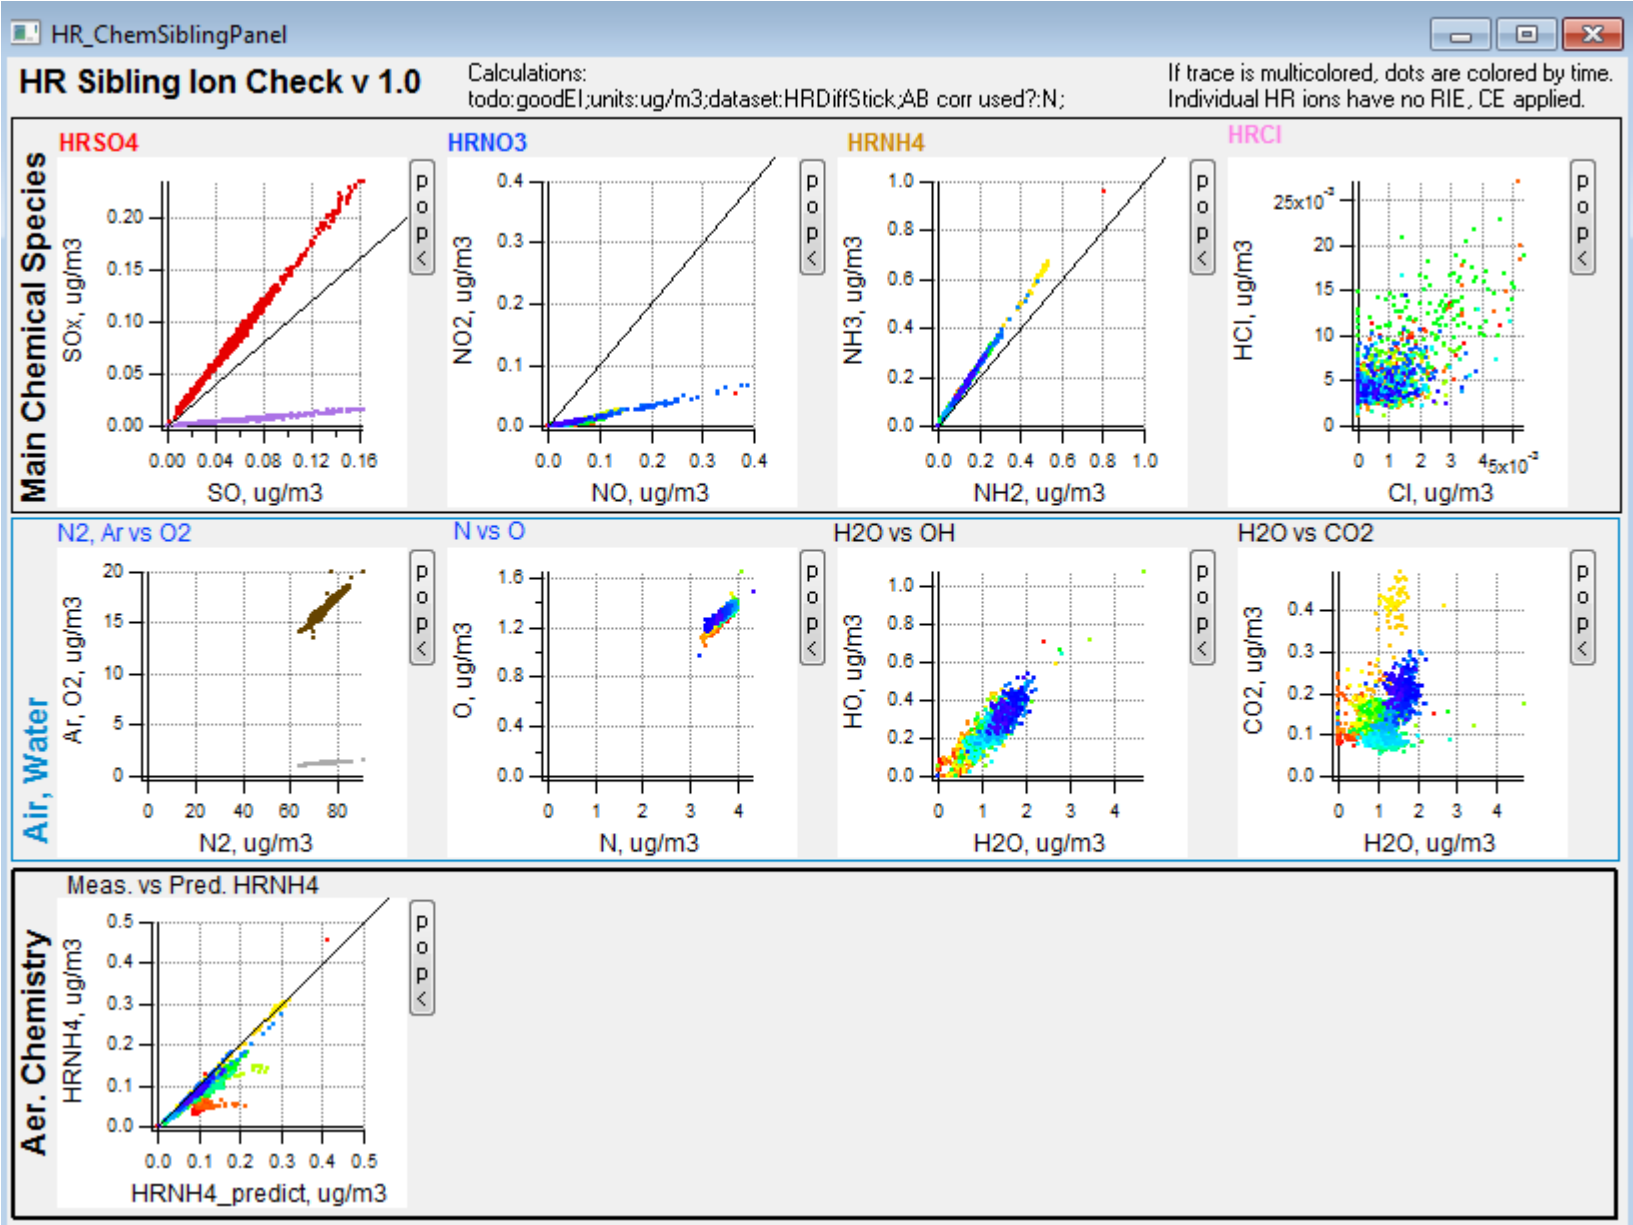 HR_ChemSiblingPanel
HR Sibling Ion Check v 1.0
Calculations:
todo:goodEI;units:ug/m3;dataset:HRDiffStick;AB corr used?:N;
If trace is multicolored, dots are colored by time.
Individual HR ions have no RIE, CE applied.
Main Chemical Species
HRSO4
SOx, ug/m3
0.20
0.15
0.10
0.05
0.00
0.00 0.04 0.08 0.12 0.16
SO, ug/m3
pop<
HRNO3
NO2, ug/m3
0.4
0.3
0.2
0.1
0.0
0.0 0.1 0.2 0.3 0.4
NO, ug/m3
pop<
HRNH4
NH3, ug/m3
1.0
0.8
0.6
0.4
0.2
0.0
0.0 0.2 0.4 0.6 0.8 1.0
NH2, ug/m3
pop<
HRCl
HCl, ug/m3
25x10⁻³
20
15
10
5
0
0 1 2 3 4 5x10⁻³
Cl, ug/m3
pop<
Air, Water
N2, Ar vs O2
Ar, O2, ug/m3
20
15
10
5
0
0 20 40 60 80
N2, ug/m3
pop<
N vs O
O, ug/m3
1.6
1.2
0.8
0.4
0.0
0 1 2 3 4
N, ug/m3
pop<
H2O vs OH
HO, ug/m3
1.0
0.8
0.6
0.4
0.2
0.0
0 1 2 3 4
H2O, ug/m3
pop<
H2O vs CO2
CO2, ug/m3
0.4
0.3
0.2
0.1
0.0
0 1 2 3 4
H2O, ug/m3
pop<
Aer. Chemistry
Meas. vs Pred. HRNH4
HRNH4, ug/m3
0.5
0.4
0.3
0.2
0.1
0.0
0.0 0.1 0.2 0.3 0.4 0.5
HRNH4_predict, ug/m3
pop<